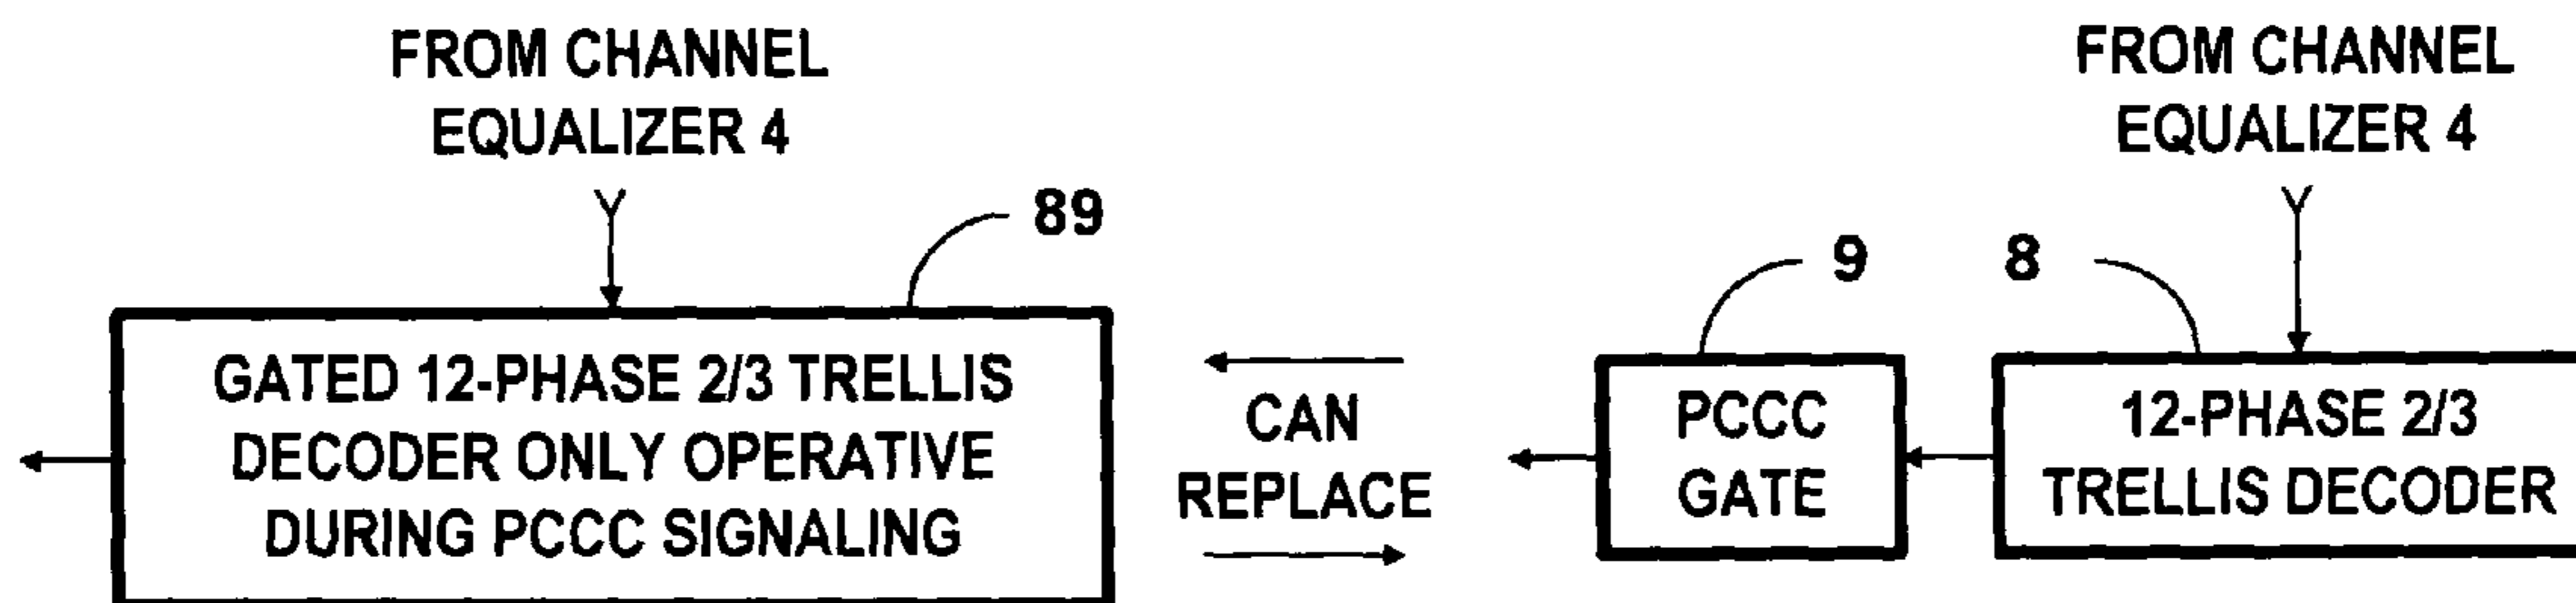 FROM CHANNEL
EQUALIZER 4
89
GATED 12-PHASE 2/3 TRELLIS
DECODER ONLY OPERATIVE
DURING PCCC SIGNALING
CAN
REPLACE
9
PCCC
GATE
FROM CHANNEL
EQUALIZER 4
8
12-PHASE 2/3
TRELLIS DECODER